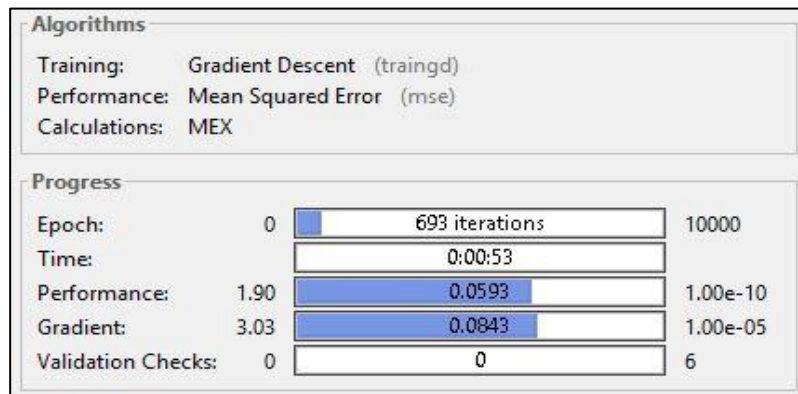 Algorithms
Training: Gradient Descent (traingd)
Performance: Mean Squared Error (mse)
Calculations: MEX
Progress
Epoch: 0 693 iterations 10000
Time: 0:00:53
Performance: 1.90 0.0593 1.00e-10
Gradient: 3.03 0.0843 1.00e-05
Validation Checks: 0 0 6